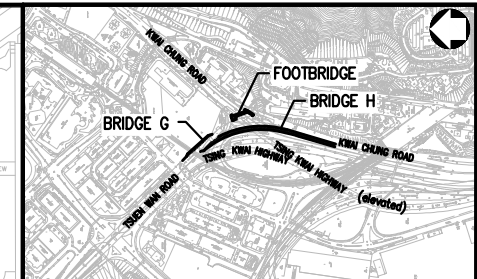 KWAI CHUNG ROAD
FOOTBRIDGE
BRIDGE H
BRIDGE G
TSING KWAI HIGHWAY
TSING KWAI HIGHWAY
(elevated)
KWAI CHUNG ROAD
TSUEN WAN ROAD